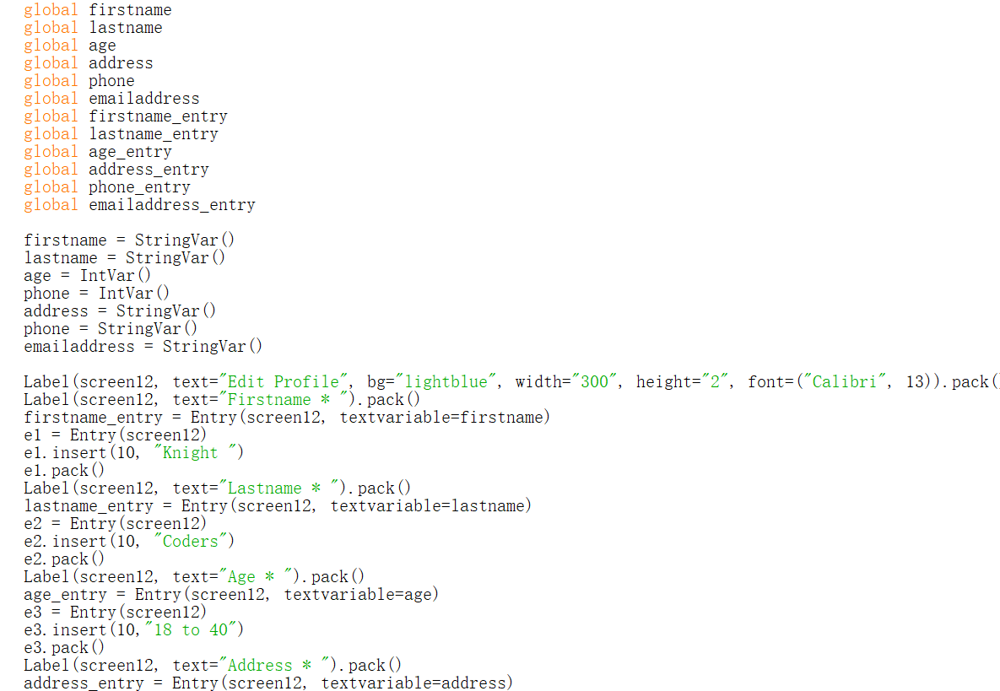 global firstname
global lastname
global age
global address
global phone
global emailaddress
global firstname_entry
global lastname_entry
global age_entry
global address_entry
global phone_entry
global emailaddress_entry
firstname = StringVar()
lastname = StringVar()
age = IntVar()
phone = IntVar()
address = StringVar()
phone = StringVar()
emailaddress = StringVar()
Label(screen12, text="Edit Profile", bg="lightblue", width="300", height="2", font=("Calibri", 13)).pack(
Label(screen12, text="Firstname * ").pack()
firstname_entry = Entry(screen12, textvariable=firstname)
e1 = Entry(screen12)
e1.insert(10, "Knight ")
e1.pack()
Label(screen12, text="Lastname * ").pack()
lastname_entry = Entry(screen12, textvariable=lastname)
e2 = Entry(screen12)
e2.insert(10, "Coders")
e2.pack()
Label(screen12, text="Age * ").pack()
age_entry = Entry(screen12, textvariable=age)
e3 = Entry(screen12)
e3.insert(10,"18 to 40")
e3.pack()
Label(screen12, text="Address * ").pack()
address_entry = Entry(screen12, textvariable=address)